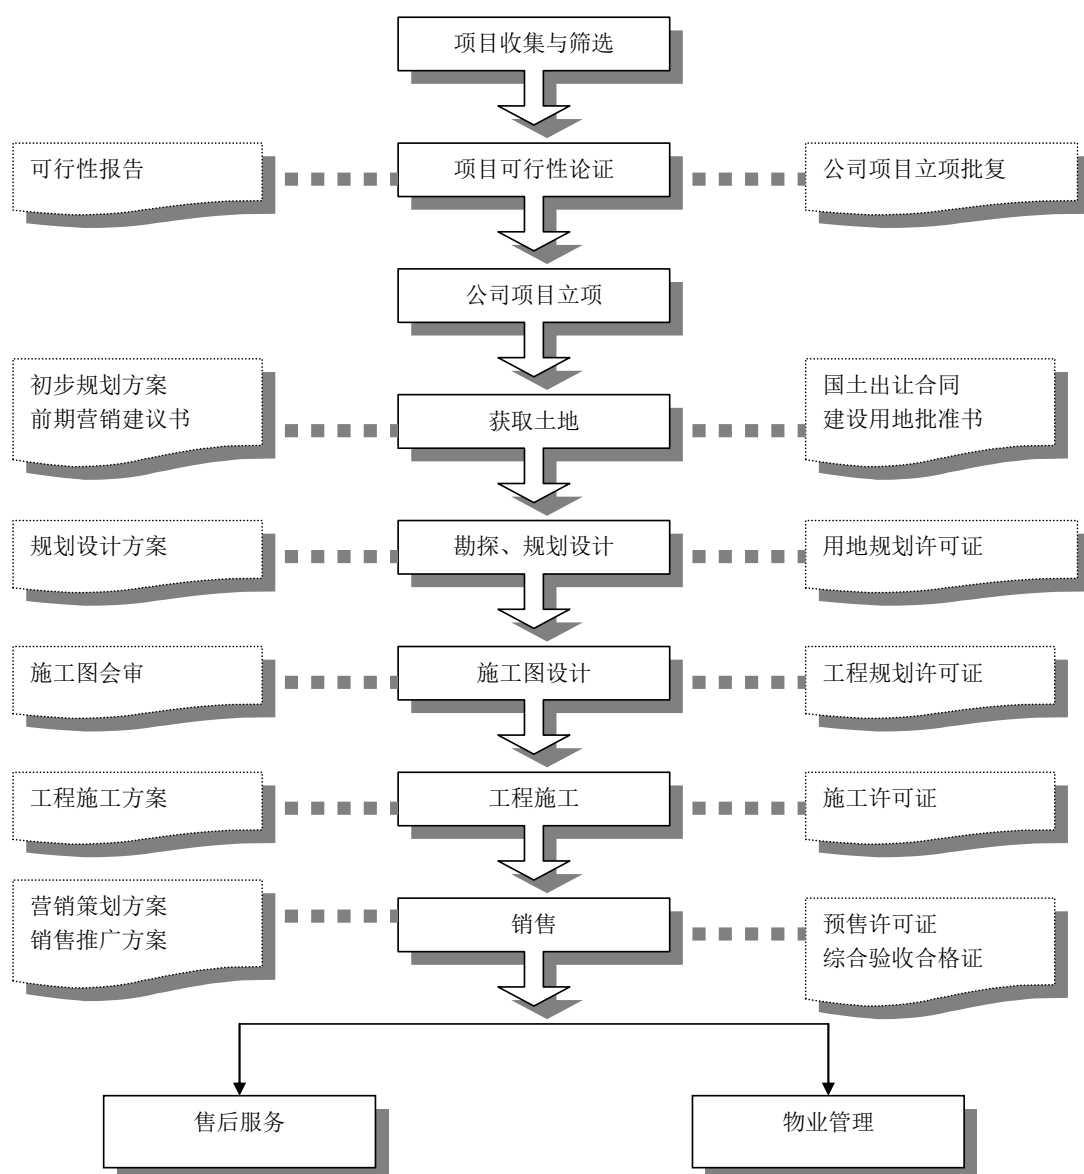 项目收集与筛选
可行性报告
项目可行性论证
公司项目立项批复
公司项目立项
初步规划方案
前期营销建议书
获取土地
国土出让合同
建设用地批准书
规划设计方案
勘探、规划设计
用地规划许可证
施工图会审
施工图设计
工程规划许可证
工程施工方案
工程施工
施工许可证
营销策划方案
销售推广方案
销售
预售许可证
综合验收合格证
售后服务
物业管理